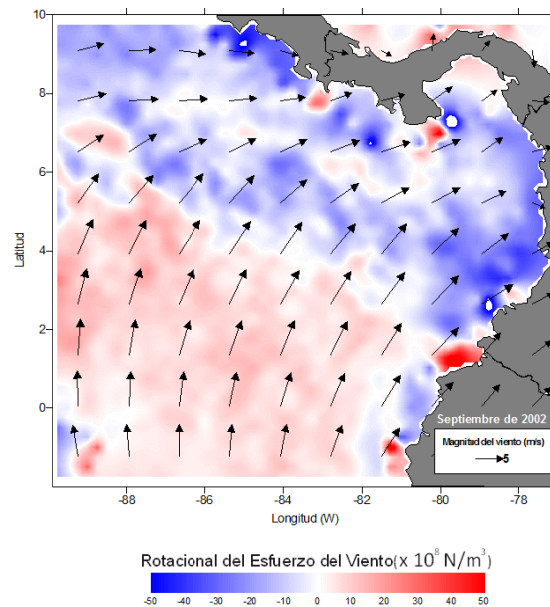 10
8
6
4
2
0
Latitud
-88
-86
-84
-82
-80
-78
Longitud (W)
Septiembre de 2002
Magnitud del viento (m/s)
5
Rotacional del Esfuerzo del Viento(x 10⁸ N/m³)
-50 -40 -30 -20 -10 0 10 20 30 40 50